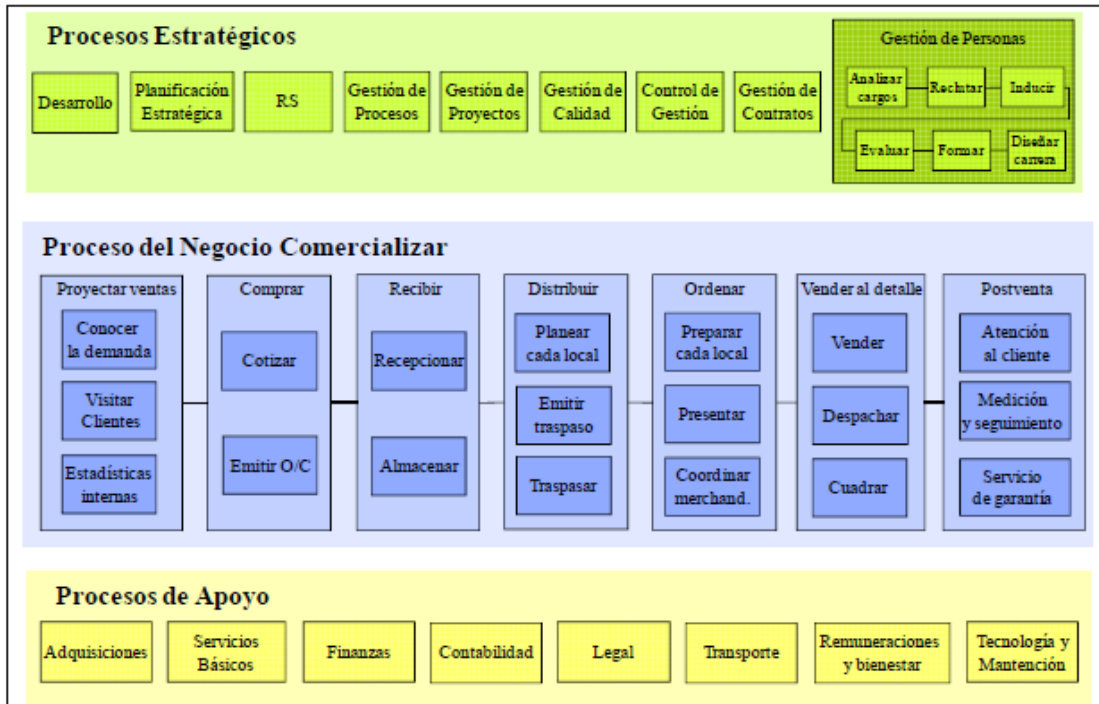 Procesos Estratégicos
Desarrollo
Planificación
Estratégica
RS
Gestión de
Procesos
Gestión de
Proyectos
Gestión de
Calidad
Control de
Gestión
Gestión de
Contratos
Gestión de Personas
Analizar
cargos
Reclutar
Inducir
Evaluar
Formar
Diseñar
carrera
Proceso del Negocio Comercializar
Proyectar ventas
Conocer
la demanda
Visitar
Clientes
Estadísticas
internas
Comprar
Cotizar
Emitir O/C
Recibir
Recepcionar
Almacenar
Distribuir
Planear
cada local
Emitir
traspaso
Traspasar
Ordenar
Preparar
cada local
Presentar
Coordinar
merchand.
Vender al detalle
Vender
Despachar
Cuadrar
Postventa
Atención
al cliente
Medición
y seguimiento
Servicio
de garantía
Procesos de Apoyo
Adquisiciones
Servicios
Básicos
Finanzas
Contabilidad
Legal
Transporte
Remuneraciones
y bienestar
Tecnología y
Mantención